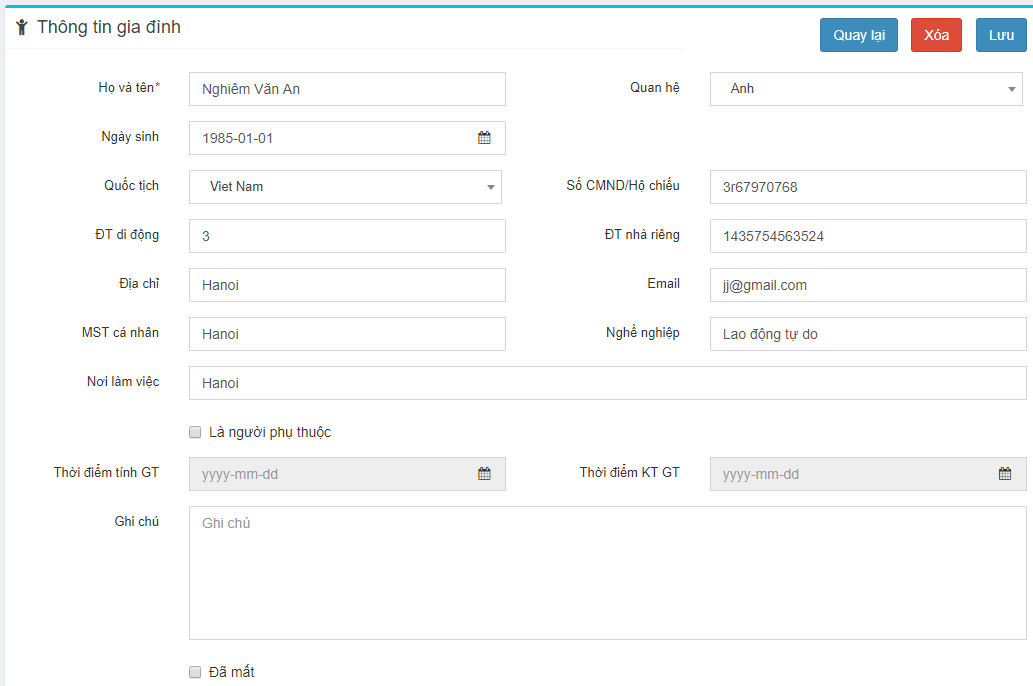 Thông tin gia đình
Quay lại Xóa Lưu
Họ và tên* Nghiêm Văn An Quan hệ Anh
Ngày sinh 1985-01-01
Quốc tịch Viet Nam Số CMND/Hộ chiếu 3r67970768
ĐT di động 3 ĐT nhà riêng 1435754563524
Địa chỉ Hanoi Email jj@gmail.com
MST cá nhân Hanoi Nghề nghiệp Lao động tự do
Nơi làm việc Hanoi
Là người phụ thuộc
Thời điểm tính GT yyyy-mm-dd Thời điểm KT GT yyyy-mm-dd
Ghi chú Ghi chú
Đã mất